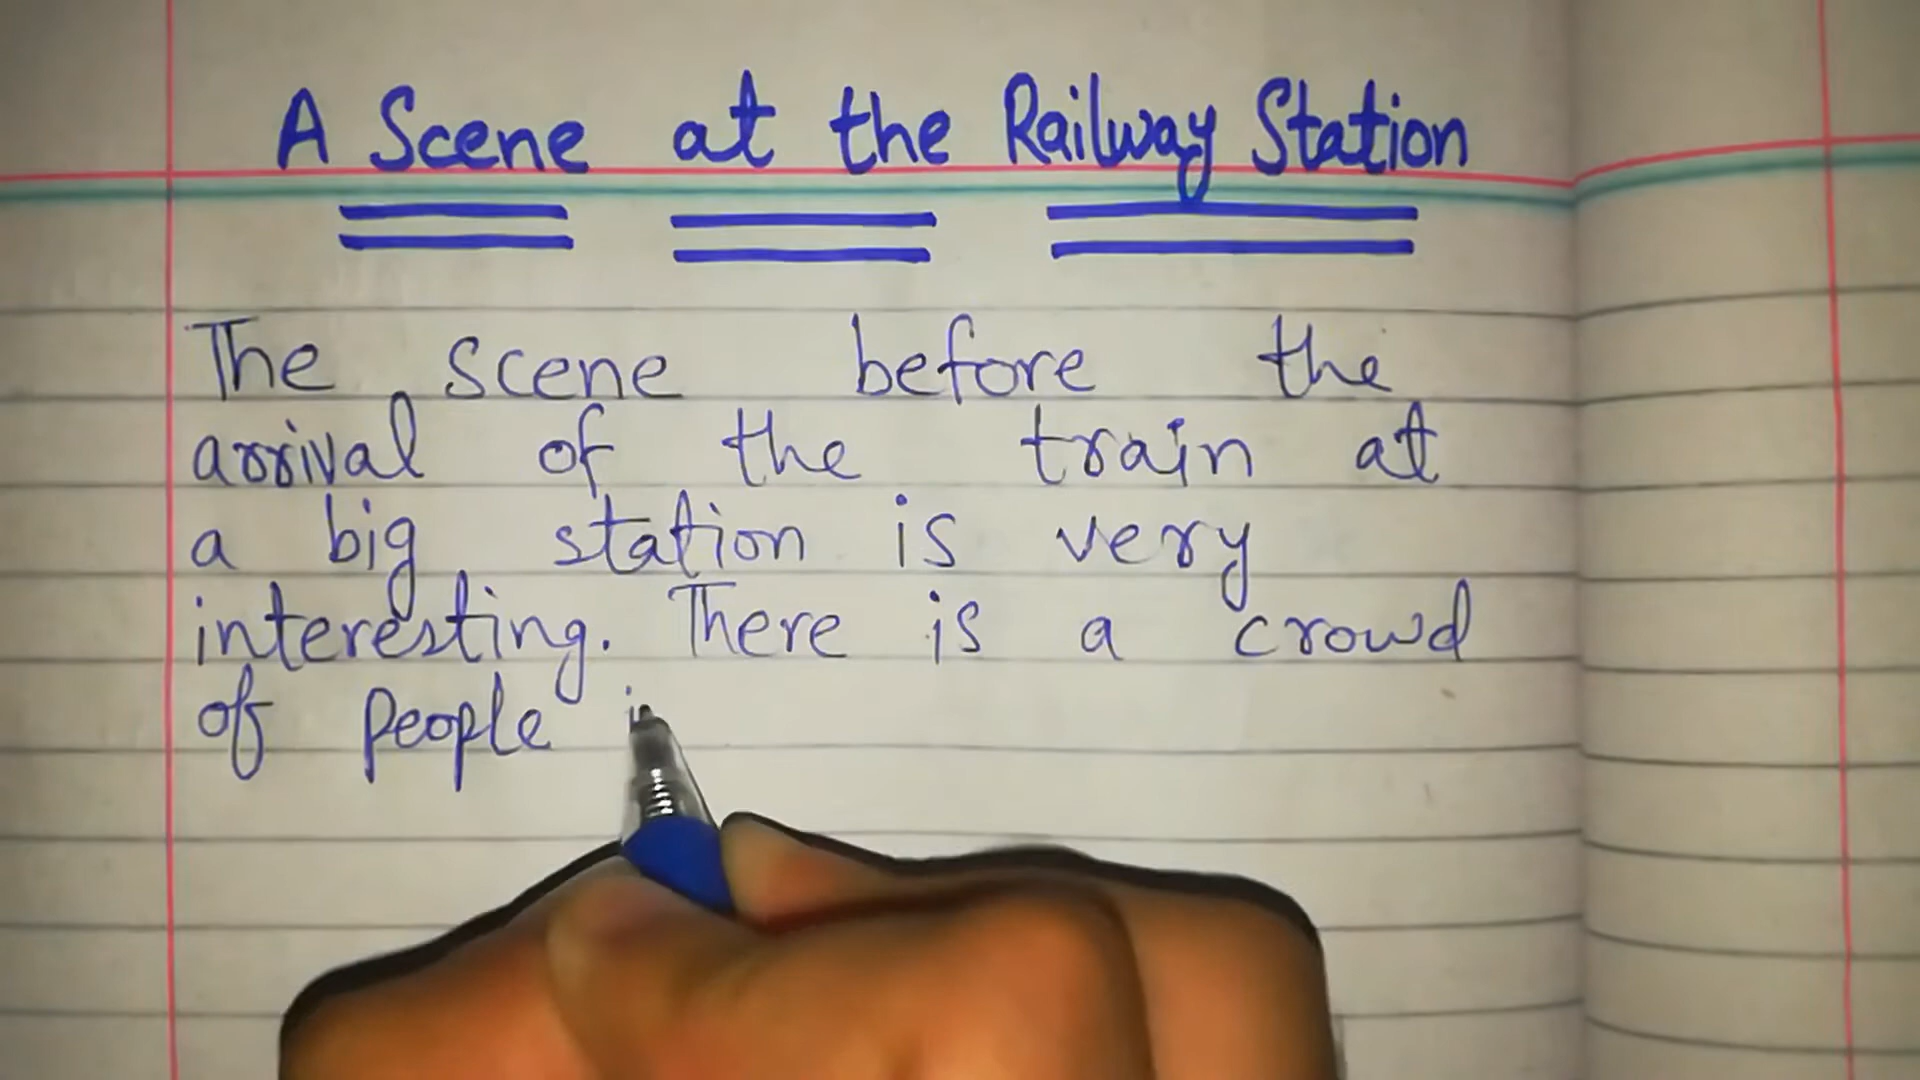 A Scene at the Railway Station
The scene before the
arrival of the train at
a big station is very
interesting. There is a crowd
of people i